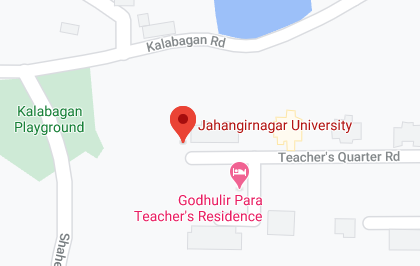 Kalabagan Rd
Kalabagan
Playground
Jahangirnagar University
Teacher's Quarter Rd
Godhulir Para
Teacher's Residence
Shahe